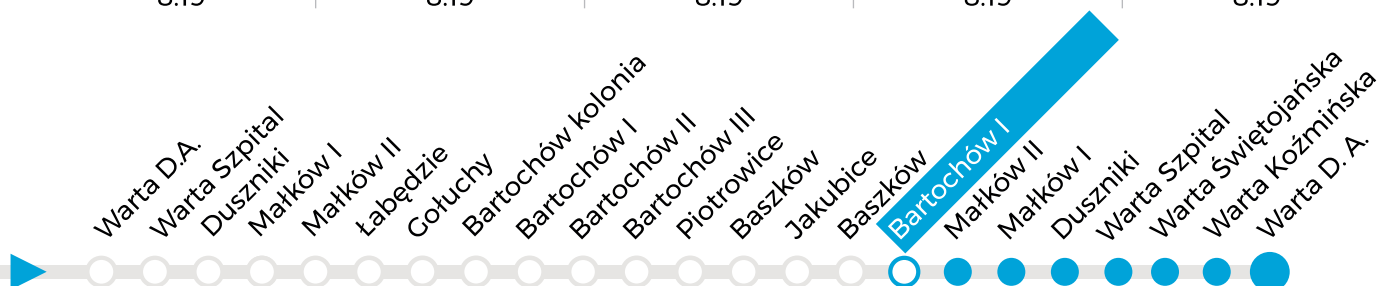 Warta D.A.
Warta Szpital
Duszniki
Małków I
Małków II
Łabędzie
Gołuchy
Bartochów kolonia
Bartochów I
Bartochów II
Bartochów III
Piotrowice
Baszków
Jakubice
Baszków
Bartochów I
Małków II
Małków I
Duszniki
Warta Szpital
Warta Świętojańska
Warta Koźmińska
Warta D. A.